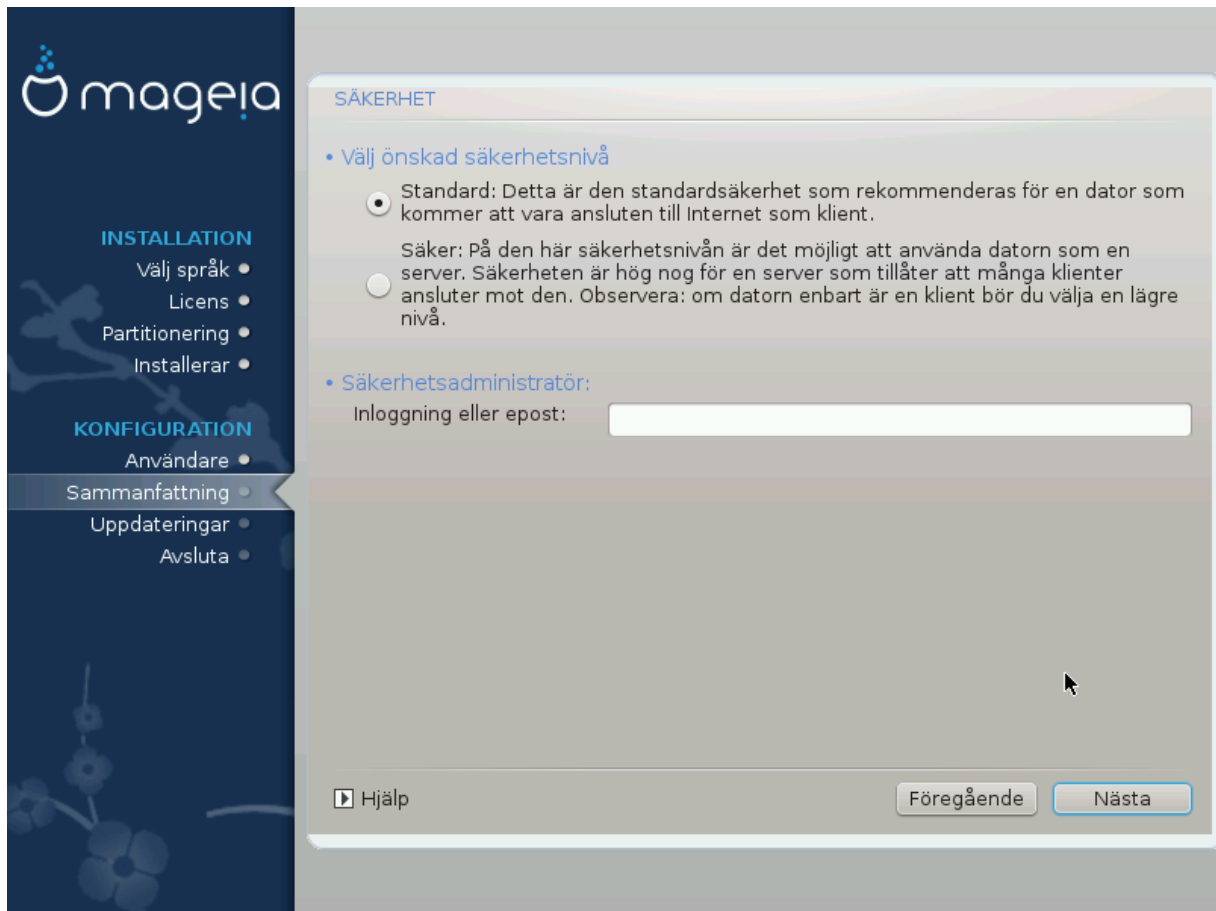 mageia
INSTALLATION
Välj språk
Licens
Partitionering
Installerar
KONFIGURATION
Användare
Sammanfattning
Uppdateringar
Avsluta
SÄKERHET
• Välj önskad säkerhetsnivå
Standard: Detta är den standardsäkerhet som rekommenderas för en dator som
kommer att vara ansluten till Internet som klient.
Säker: På den här säkerhetsnivån är det möjligt att använda datorn som en
server. Säkerheten är hög nog för en server som tillåter att många klienter
ansluter mot den. Observera: om datorn enbart är en klient bör du välja en lägre
nivå.
• Säkerhetsadministratör:
Inloggning eller epost:
Hjälp
Föregående
Nästa